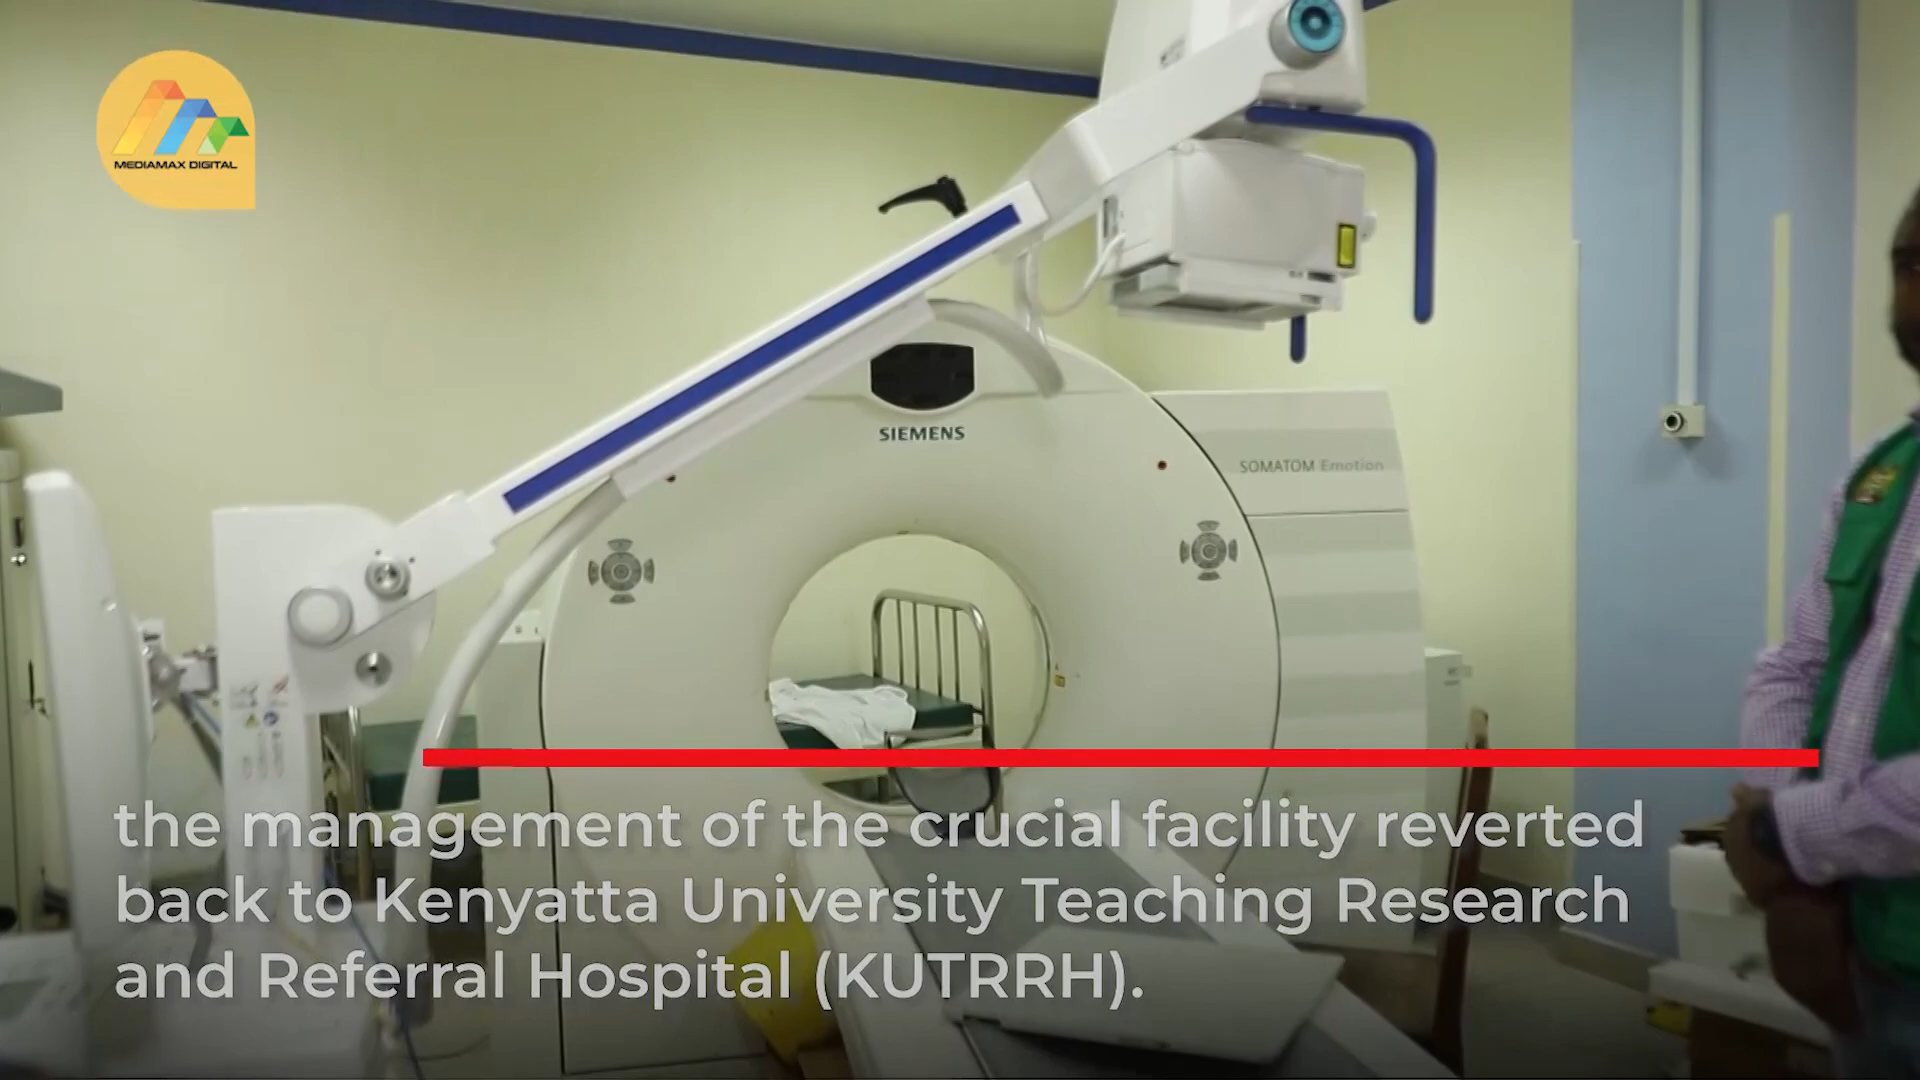 MEDIAMAX DIGITAL
SIEMENS
SOMATOM Emotion
the management of the crucial facility reverted
back to Kenyatta University Teaching Research
and Referral Hospital (KUTRRH).